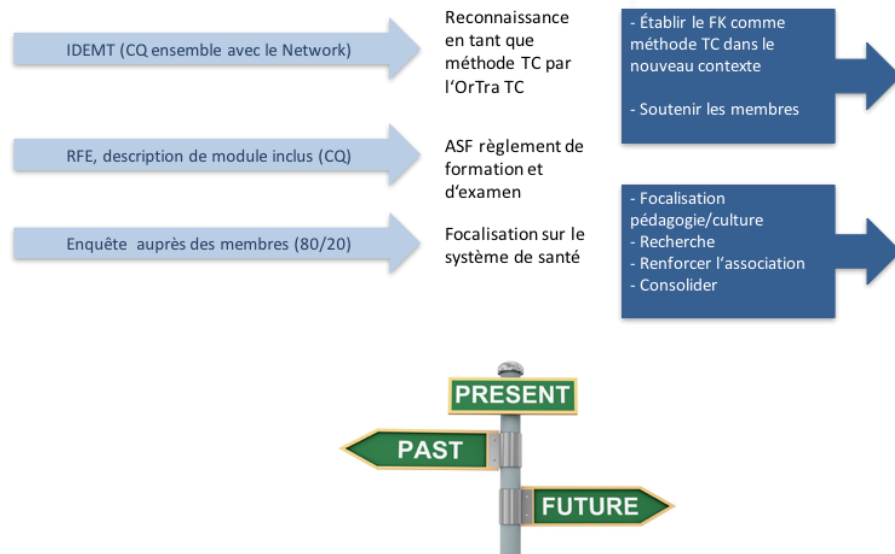 IDEMT (CQ ensemble avec le Network)
Reconnaissance
en tant que
méthode TC par
l‘OrTra TC
- Établir le FK comme
méthode TC dans le
nouveau contexte
- Soutenir les membres
RFE, description de module inclus (CQ)
ASF règlement de
formation et
d‘examen
Enquête  auprès des membres (80/20)
Focalisation sur le
système de santé
- Focalisation
pédagogie/culture
- Recherche
- Renforcer l‘association
- Consolider
PRESENT
PAST
FUTURE